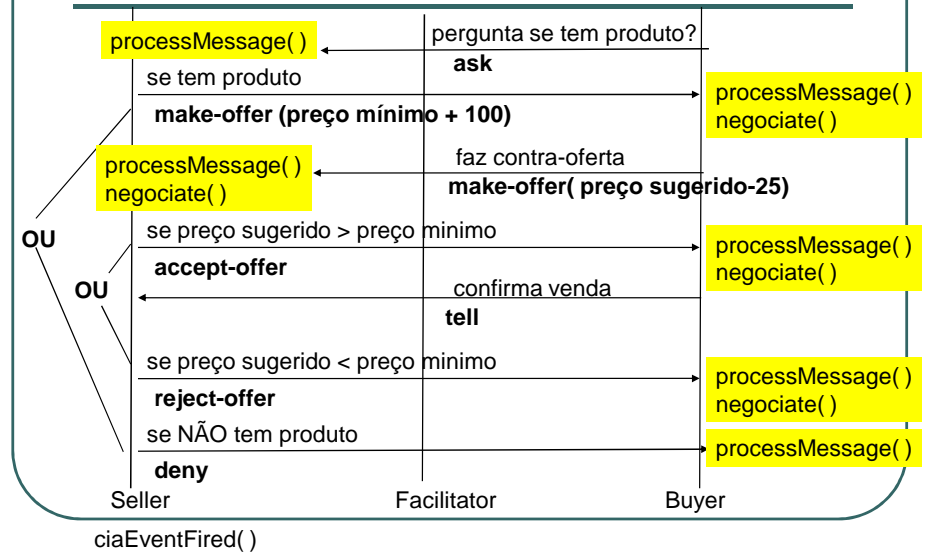 processMessage( )
pergunta se tem produto?
ask
se tem produto
make-offer (preço mínimo + 100)
processMessage( )
negociate( )
faz contra-oferta
make-offer( preço sugerido-25)
processMessage( )
negociate( )
OU
se preço sugerido > preço minimo
accept-offer
processMessage( )
negociate( )
OU
confirma venda
tell
se preço sugerido < preço minimo
reject-offer
processMessage( )
negociate( )
se NÃO tem produto
deny
processMessage( )
Seller
Facilitator
Buyer
ciaEventFired( )